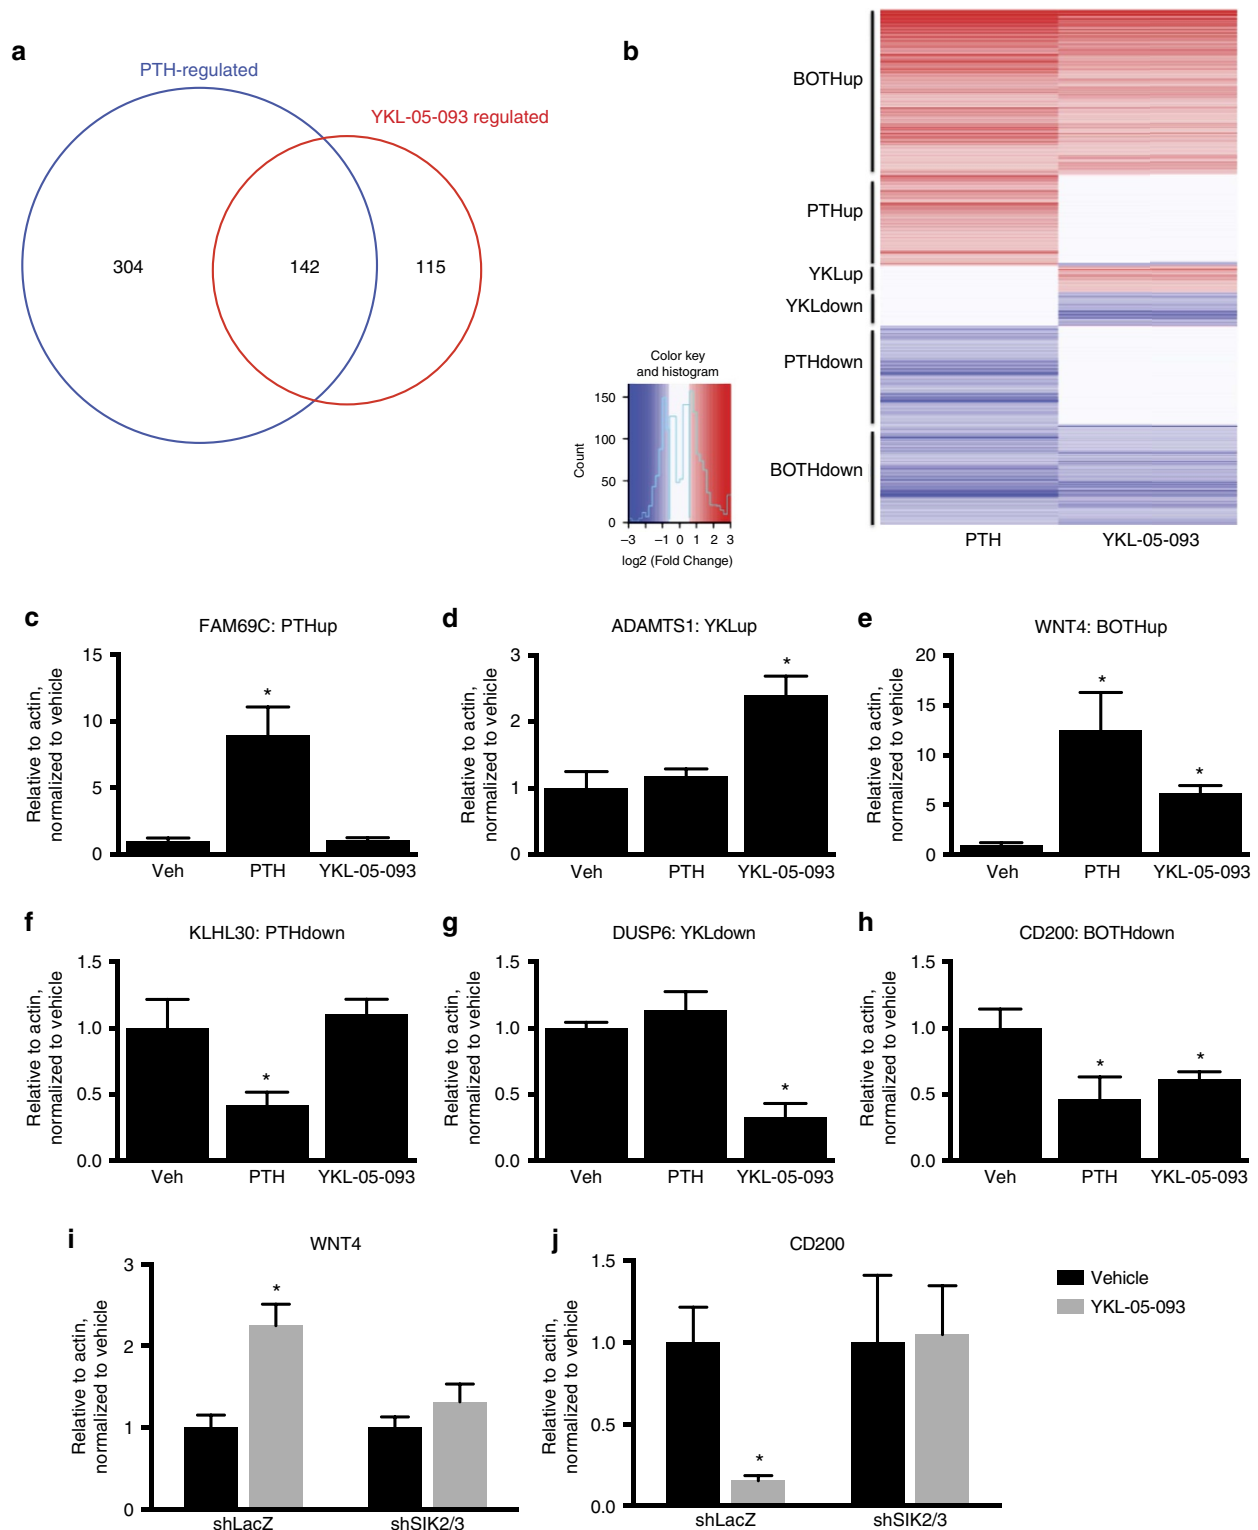 a
PTH-regulated
YKL-05-093 regulated
304
142
115
b
BOTHup
PTHup
YKLup
YKLdown
PTHdown
BOTHdown
PTH
YKL-05-093
Color key
and histogram
150
100
50
0
Count
–3
–1
0
1
2
3
log2 (Fold Change)
c
FAM69C: PTHup
Relative to actin,
normalized to vehicle
15
10
5
0
Veh
PTH
YKL-05-093
*
d
ADAMTS1: YKLup
Relative to actin,
normalized to vehicle
3
2
1
0
Veh
PTH
YKL-05-093
*
e
WNT4: BOTHup
Relative to actin,
normalized to vehicle
20
15
10
5
0
Veh
PTH
YKL-05-093
*
*
f
KLHL30: PTHdown
Relative to actin,
normalized to vehicle
1.5
1.0
0.5
0.0
Veh
PTH
YKL-05-093
*
g
DUSP6: YKLdown
Relative to actin,
normalized to vehicle
1.5
1.0
0.5
0.0
Veh
PTH
YKL-05-093
*
h
CD200: BOTHdown
Relative to actin,
normalized to vehicle
1.5
1.0
0.5
0.0
Veh
PTH
YKL-05-093
*
*
i
WNT4
Relative to actin,
normalized to vehicle
3
2
1
0
shLacZ
shSIK2/3
*
j
CD200
Relative to actin,
normalized to vehicle
1.5
1.0
0.5
0.0
shLacZ
shSIK2/3
*
Vehicle
YKL-05-093